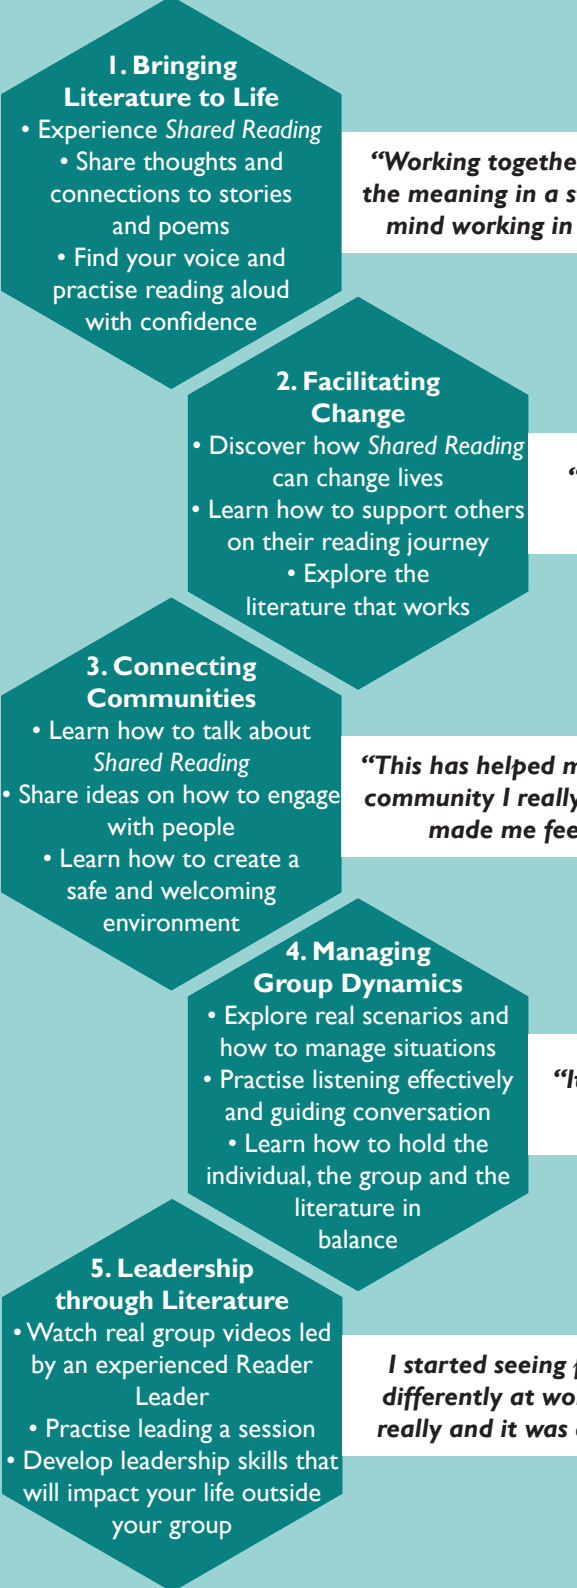 1. Bringing
Literature to Life
• Experience Shared Reading
• Share thoughts and
connections to stories
and poems
• Find your voice and
practise reading aloud
with confidence
“Working
the meaning in a
mind working in
2. Facilitating
Change
• Discover how Shared Reading
can change lives
• Learn how to support others
on their reading journey
• Explore the
literature that works
“
3. Connecting
Communities
• Learn how to talk about
Shared Reading
• Share ideas on how to engage
with people
• Learn how to create a
safe and welcoming
environment
“This has helped
community I really
made me
4. Managing
Group Dynamics
• Explore real scenarios and
how to manage situations
• Practise listening effectively
and guiding conversation
• Learn how to hold the
individual, the group and the
literature in
balance
5. Leadership
through Literature
• Watch real group videos led
by an experienced Reader
Leader
• Practise leading a session
• Develop leadership skills that
will impact your life outside
your group
I started seeing
differently at
really and it was